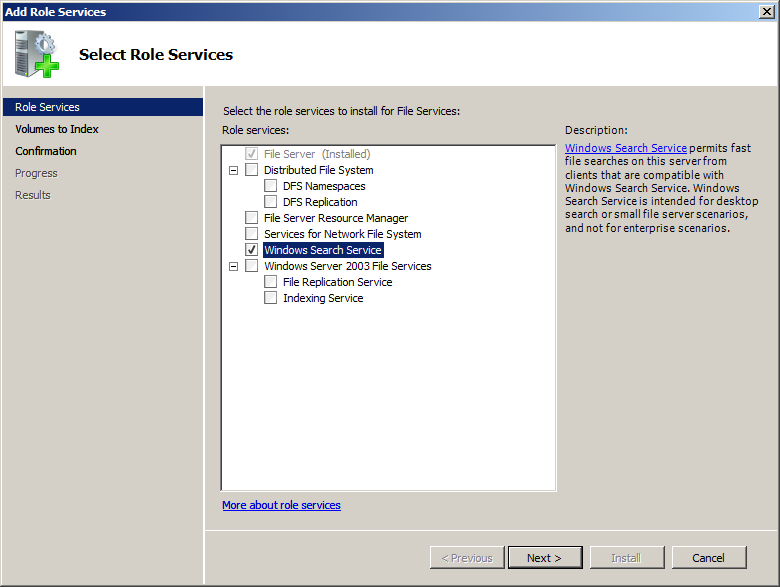 Add Role Services
Select Role Services
Role Services
Volumes to Index
Confirmation
Progress
Results
Select the role services to install for File Services:
Role services:
File Server (Installed)
Distributed File System
DFS Namespaces
DFS Replication
File Server Resource Manager
Services for Network File System
Windows Search Service
Windows Server 2003 File Services
File Replication Service
Indexing Service
More about role services
Description:
Windows Search Service permits fast
file searches on this server from
clients that are compatible with
Windows Search Service. Windows
Search Service is intended for desktop
search or small file server scenarios,
and not for enterprise scenarios.
< Previous
Next >
Install
Cancel